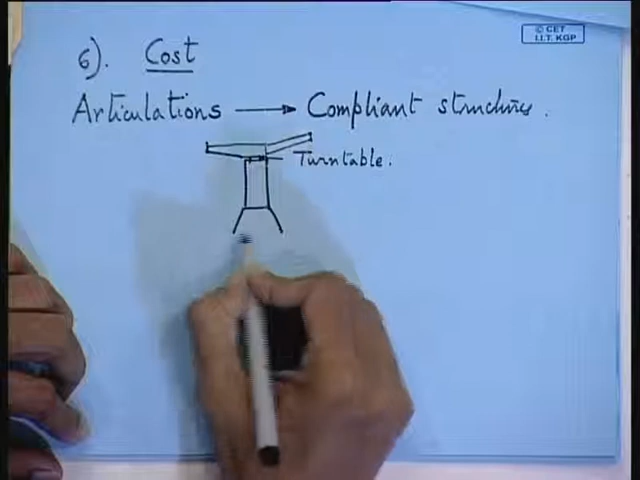 © CET
I.I.T. KGP
6). Cost
Articulations → Compliant structures.
Turntable.